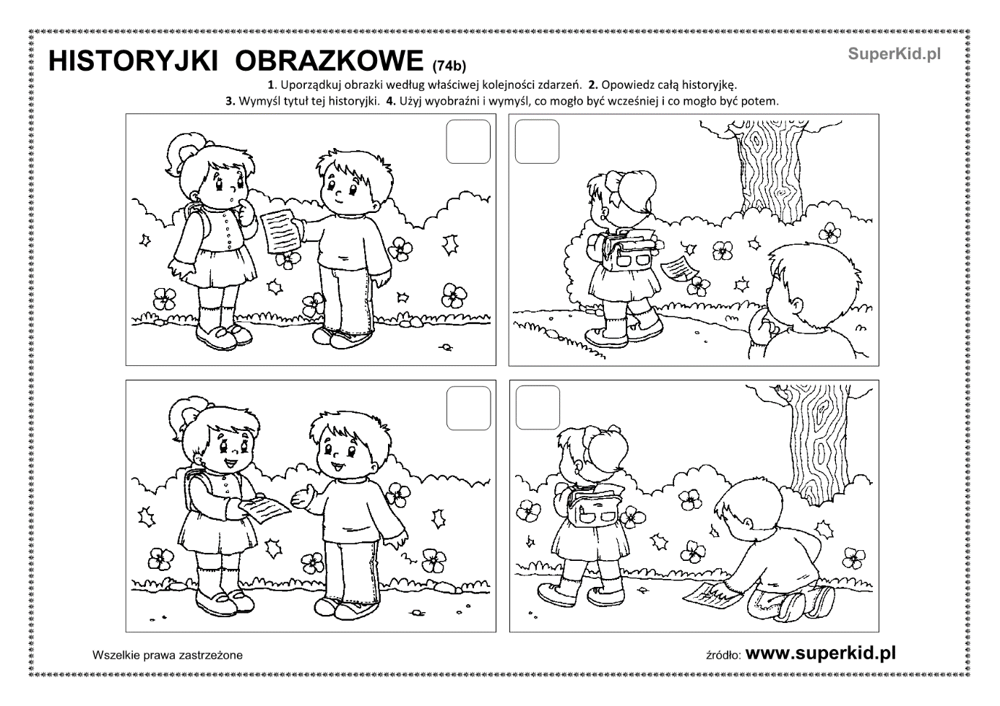 HISTORYJKI OBRAZKOWE (74b)
SuperKid.pl
1. Uporządkuj obrazki według właściwej kolejności zdarzeń. 2. Opowiedz całą historyjkę.
3. Wymyśl tytuł tej historyjki. 4. Użyj wyobraźni i wymyśl, co mogło być wcześniej i co mogło być potem.
Wszelkie prawa zastrzeżone
źródło: www.superkid.pl